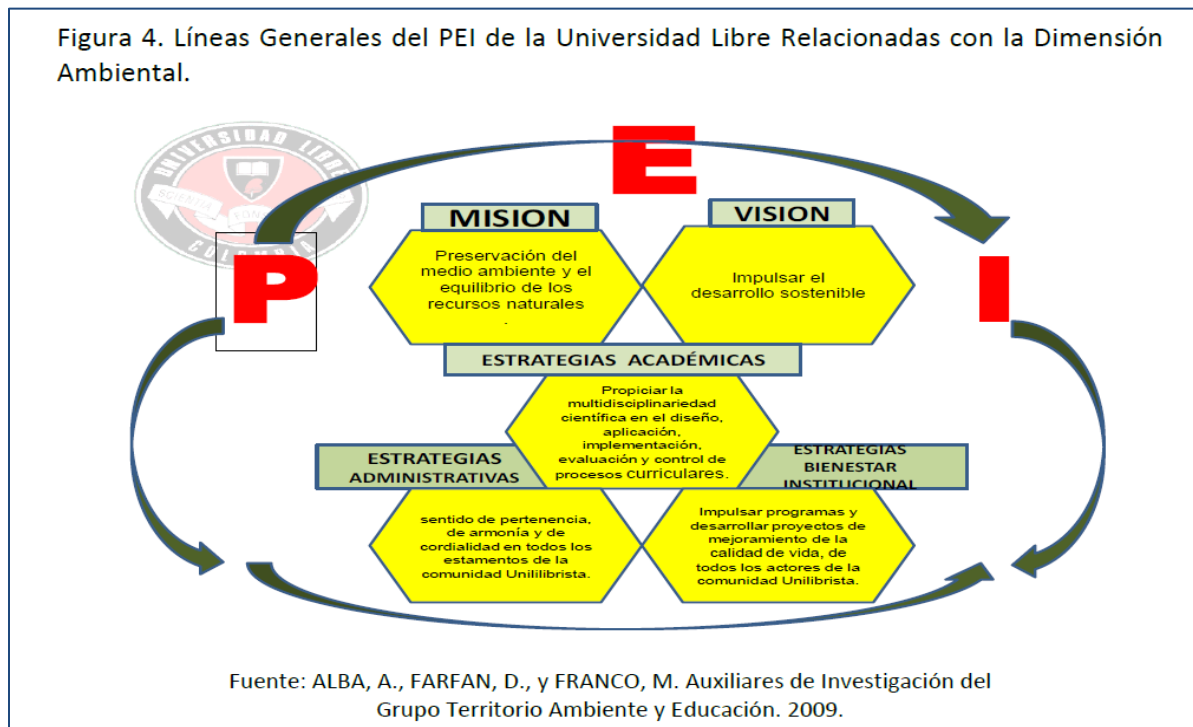 Figura 4. Líneas Generales del PEI de la Universidad Libre Relacionadas con la Dimensión
Ambiental.
UNIVERSIDAD LIBRE
SCIENTIA
COLOMBIA
P
E
I
MISION
Preservación del
medio ambiente y el
equilibrio de los
recursos naturales
.
VISION
Impulsar el
desarrollo sostenible
ESTRATEGIAS ACADÉMICAS
Propiciar la
multidisciplinariedad
científica en el diseño,
aplicación,
implementación,
evaluación y control de
procesos curriculares.
ESTRATEGIAS
ADMINISTRATIVAS
sentido de pertenencia,
de armonía y de
cordialidad en todos los
estamentos de la
comunidad Unililibrista.
ESTRATEGIAS
BIENESTAR
INSTITUCIONAL
Impulsar programas y
desarrollar proyectos de
mejoramiento de la
calidad de vida, de
todos los actores de la
comunidad Unilibrista.
Fuente: ALBA, A., FARFAN, D., y FRANCO, M. Auxiliares de Investigación del
Grupo Territorio Ambiente y Educación. 2009.